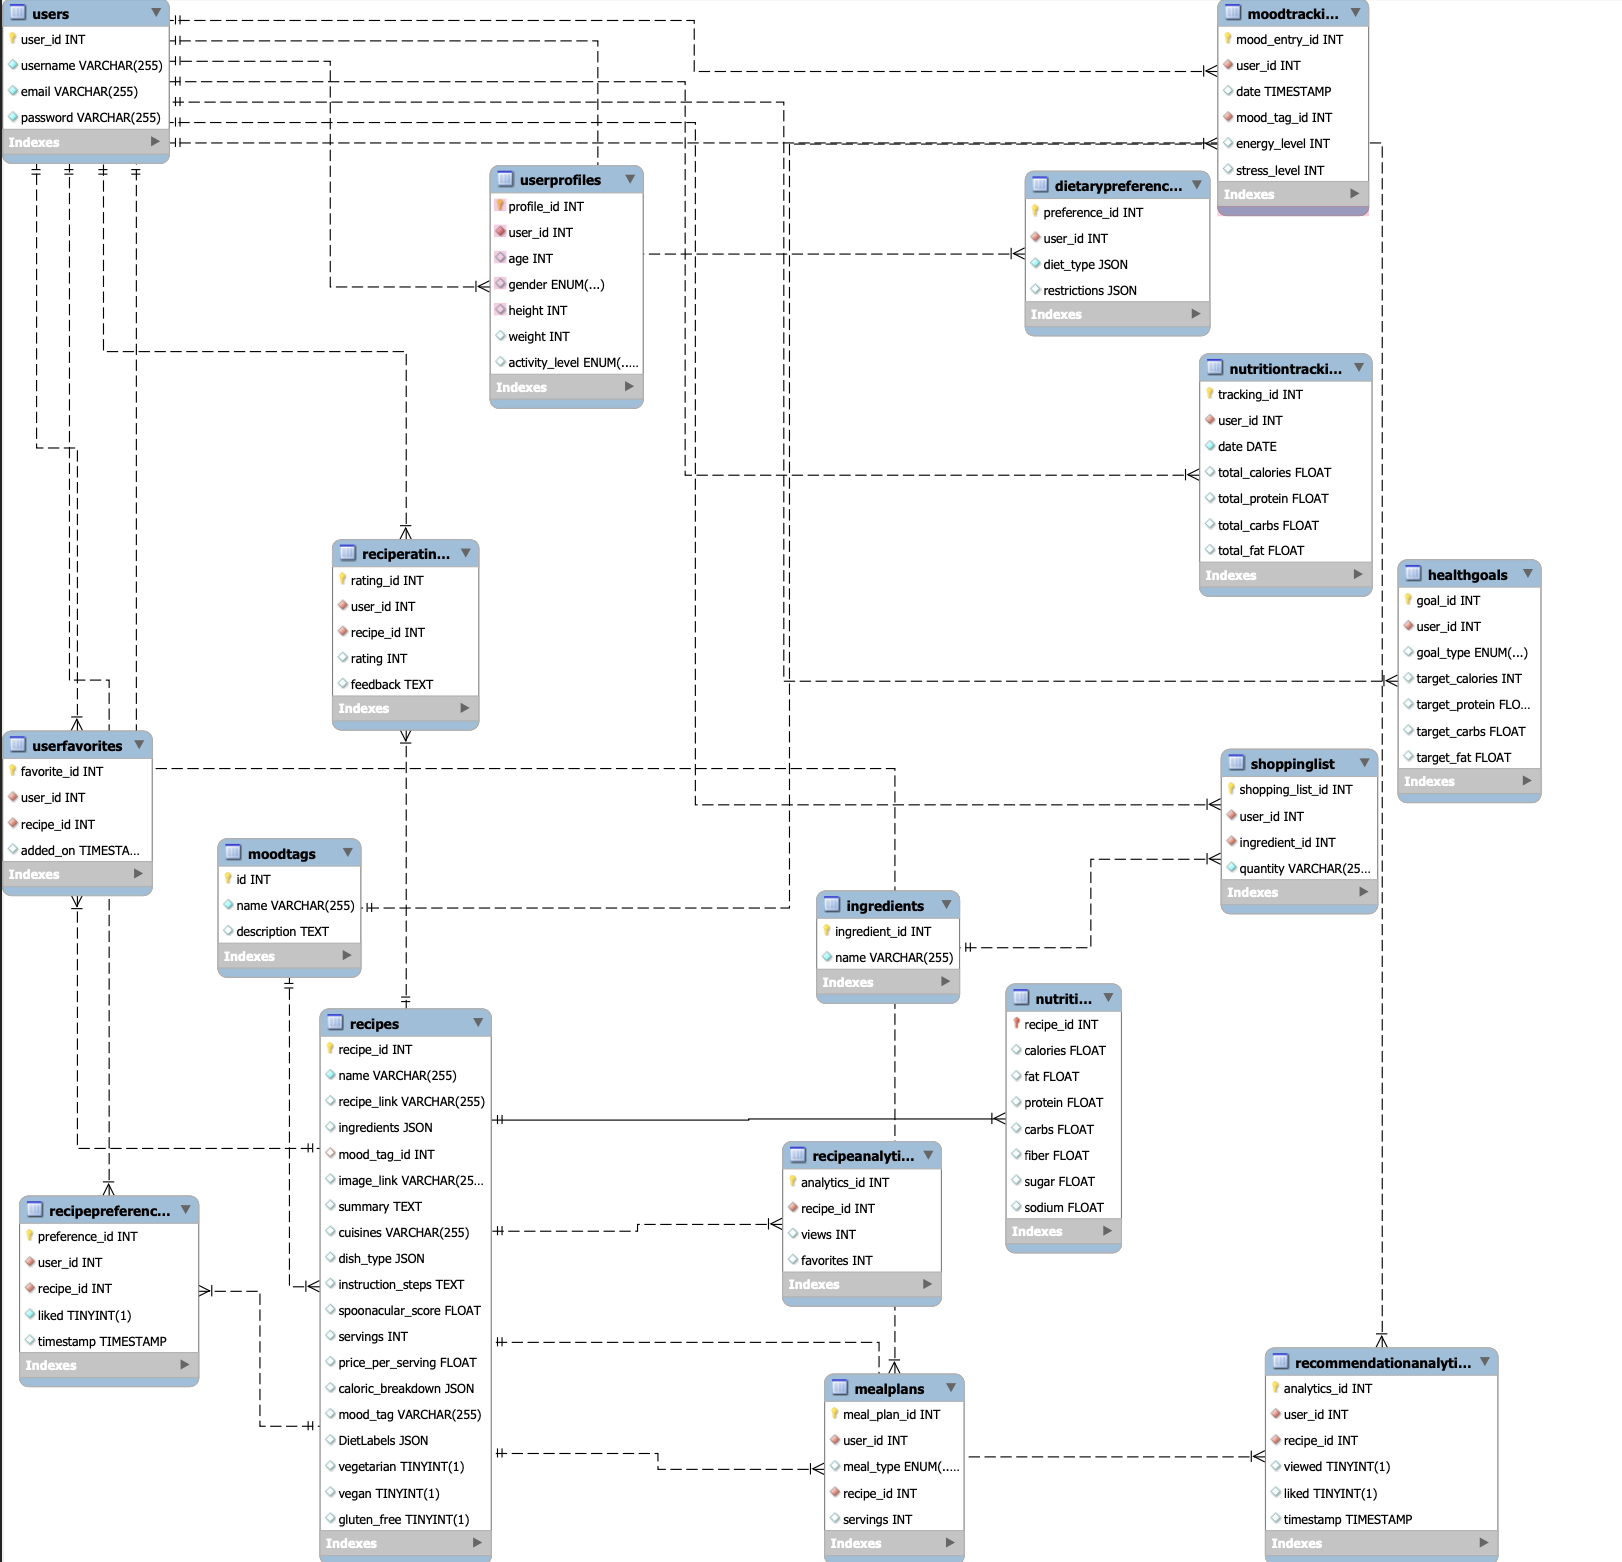 users
user_id INT
username VARCHAR(255)
email VARCHAR(255)
password VARCHAR(255)
Indexes
moodtracki...
mood_entry_id INT
user_id INT
date TIMESTAMP
mood_tag_id INT
energy_level INT
stress_level INT
Indexes
userprofiles
profile_id INT
user_id INT
age INT
gender ENUM(...)
height INT
weight INT
activity_level ENUM(.....
Indexes
dietarypreferenc...
preference_id INT
user_id INT
diet_type JSON
restrictions JSON
Indexes
nutritiontracki...
tracking_id INT
user_id INT
date DATE
total_calories FLOAT
total_protein FLOAT
total_carbs FLOAT
total_fat FLOAT
Indexes
reciperatin...
rating_id INT
user_id INT
recipe_id INT
rating INT
feedback TEXT
Indexes
healthgoals
goal_id INT
user_id INT
goal_type ENUM(...)
target_calories INT
target_protein FLO...
target_carbs FLOAT
target_fat FLOAT
Indexes
userfavorites
favorite_id INT
user_id INT
recipe_id INT
added_on TIMESTA...
Indexes
shoppinglist
shopping_list_id INT
user_id INT
ingredient_id INT
quantity VARCHAR(25...
Indexes
moodtags
id INT
name VARCHAR(255)
description TEXT
Indexes
ingredients
ingredient_id INT
name VARCHAR(255)
Indexes
nutriti...
recipe_id INT
calories FLOAT
fat FLOAT
protein FLOAT
carbs FLOAT
fiber FLOAT
sugar FLOAT
sodium FLOAT
Indexes
recipes
recipe_id INT
name VARCHAR(255)
recipe_link VARCHAR(255)
ingredients JSON
mood_tag_id INT
image_link VARCHAR(25...
summary TEXT
cuisines VARCHAR(255)
dish_type JSON
instruction_steps TEXT
spoonacular_score FLOAT
servings INT
price_per_serving FLOAT
caloric_breakdown JSON
mood_tag VARCHAR(255)
DietLabels JSON
vegetarian TINYINT(1)
vegan TINYINT(1)
gluten_free TINYINT(1)
Indexes
recipeanalyti...
analytics_id INT
recipe_id INT
views INT
favorites INT
Indexes
recipepreferenc...
preference_id INT
user_id INT
recipe_id INT
liked TINYINT(1)
timestamp TIMESTAMP
Indexes
mealplans
meal_plan_id INT
user_id INT
meal_type ENUM(.....
recipe_id INT
servings INT
Indexes
recommendationanalyti...
analytics_id INT
user_id INT
recipe_id INT
viewed TINYINT(1)
liked TINYINT(1)
timestamp TIMESTAMP
Indexes